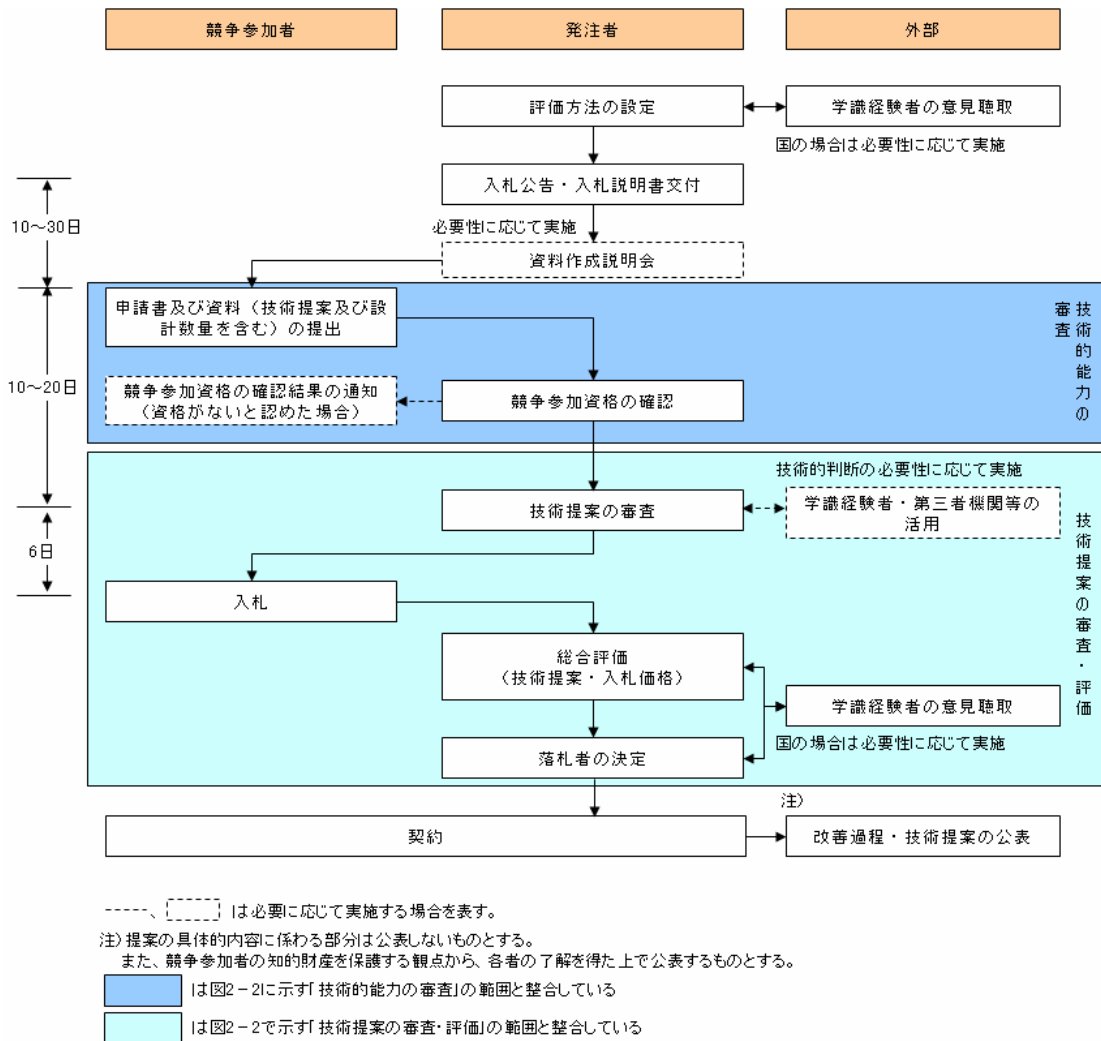 競争参加者
発注者
外部
評価方法の設定
学識経験者の意見聴取
国の場合は必要性に応じて実施
入札公告・入札説明書交付
10～30日
必要性に応じて実施
資料作成説明会
申請書及び資料（技術提案及び設
計数量を含む）の提出
技術的能力の
審査
10～20日
競争参加資格の確認結果の通知
（資格がないと認めた場合）
競争参加資格の確認
技術的判断の必要性に応じて実施
技術提案の審査
学識経験者・第三者機関等の
活用
技術提案の審査・評価
6日
入札
総合評価
（技術提案・入札価格）
学識経験者の意見聴取
国の場合は必要性に応じて実施
落札者の決定
注）
契約
改善過程・技術提案の公表
-----、 は必要に応じて実施する場合を表す。
注）提案の具体的内容に係わる部分は公表しないものとする。
また、競争参加者の知的財産を保護する観点から、各者の了解を得た上で公表するものとする。
は図2－2に示す「技術的能力の審査」の範囲と整合している
は図2－2で示す「技術提案の審査・評価」の範囲と整合している